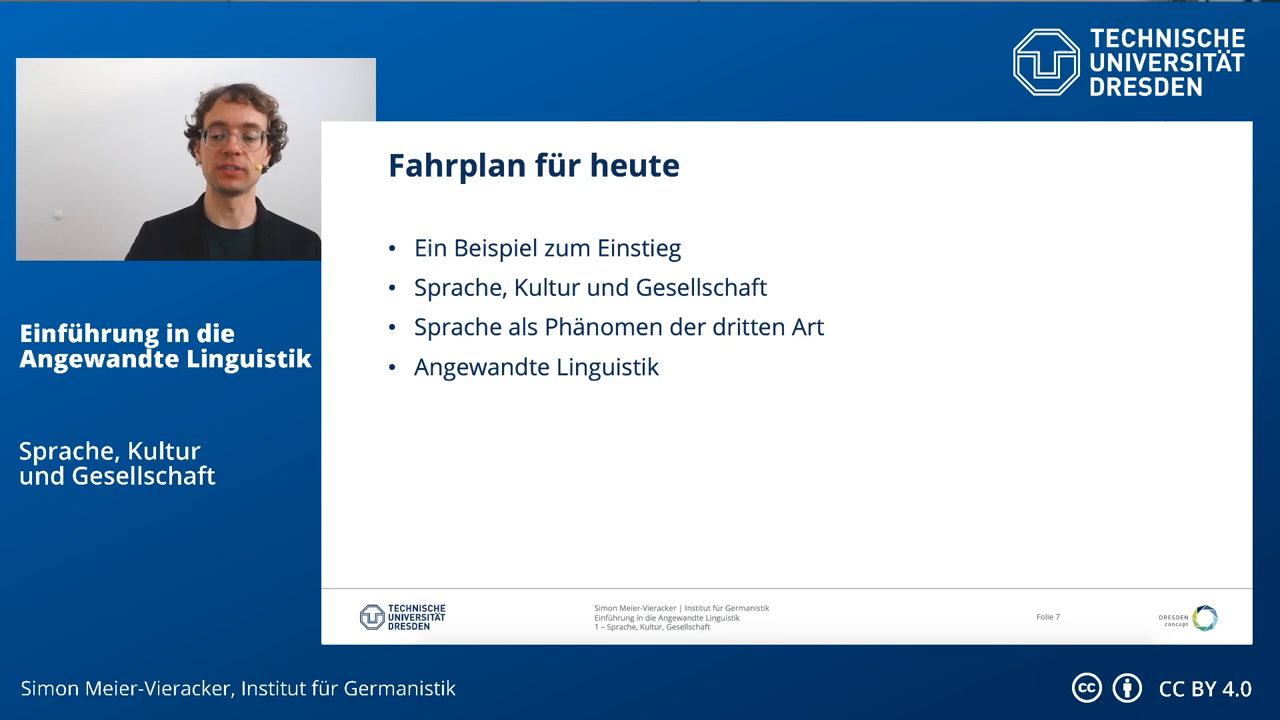 TECHNISCHE
UNIVERSITÄT
DRESDEN
Fahrplan für heute
• Ein Beispiel zum Einstieg
• Sprache, Kultur und Gesellschaft
• Sprache als Phänomen der dritten Art
• Angewandte Linguistik
Einführung in die
Angewandte Linguistik
Sprache, Kultur
und Gesellschaft
TECHNISCHE
UNIVERSITÄT
DRESDEN
Simon Meier-Vieracker | Institut für Germanistik
Einführung in die Angewandte Linguistik
1 – Sprache, Kultur, Gesellschaft
Folie 7
DRESDEN
concept
Simon Meier-Vieracker, Institut für Germanistik
cc
CC BY 4.0